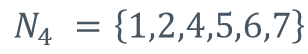 N₄ = {1,2,4,5,6,7}